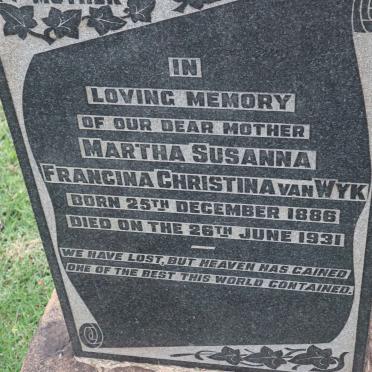 MOTHER
IN
LOVING MEMORY
OF OUR DEAR MOTHER
MARTHA SUSANNA
FRANCINA CHRISTINA VAN WYK
BORN 25TH DECEMBER 1886
DIED ON THE 26TH JUNE 1931
WE HAVE LOST, BUT HEAVEN HAS GAINED
ONE OF THE BEST THIS WORLD CONTAINED.